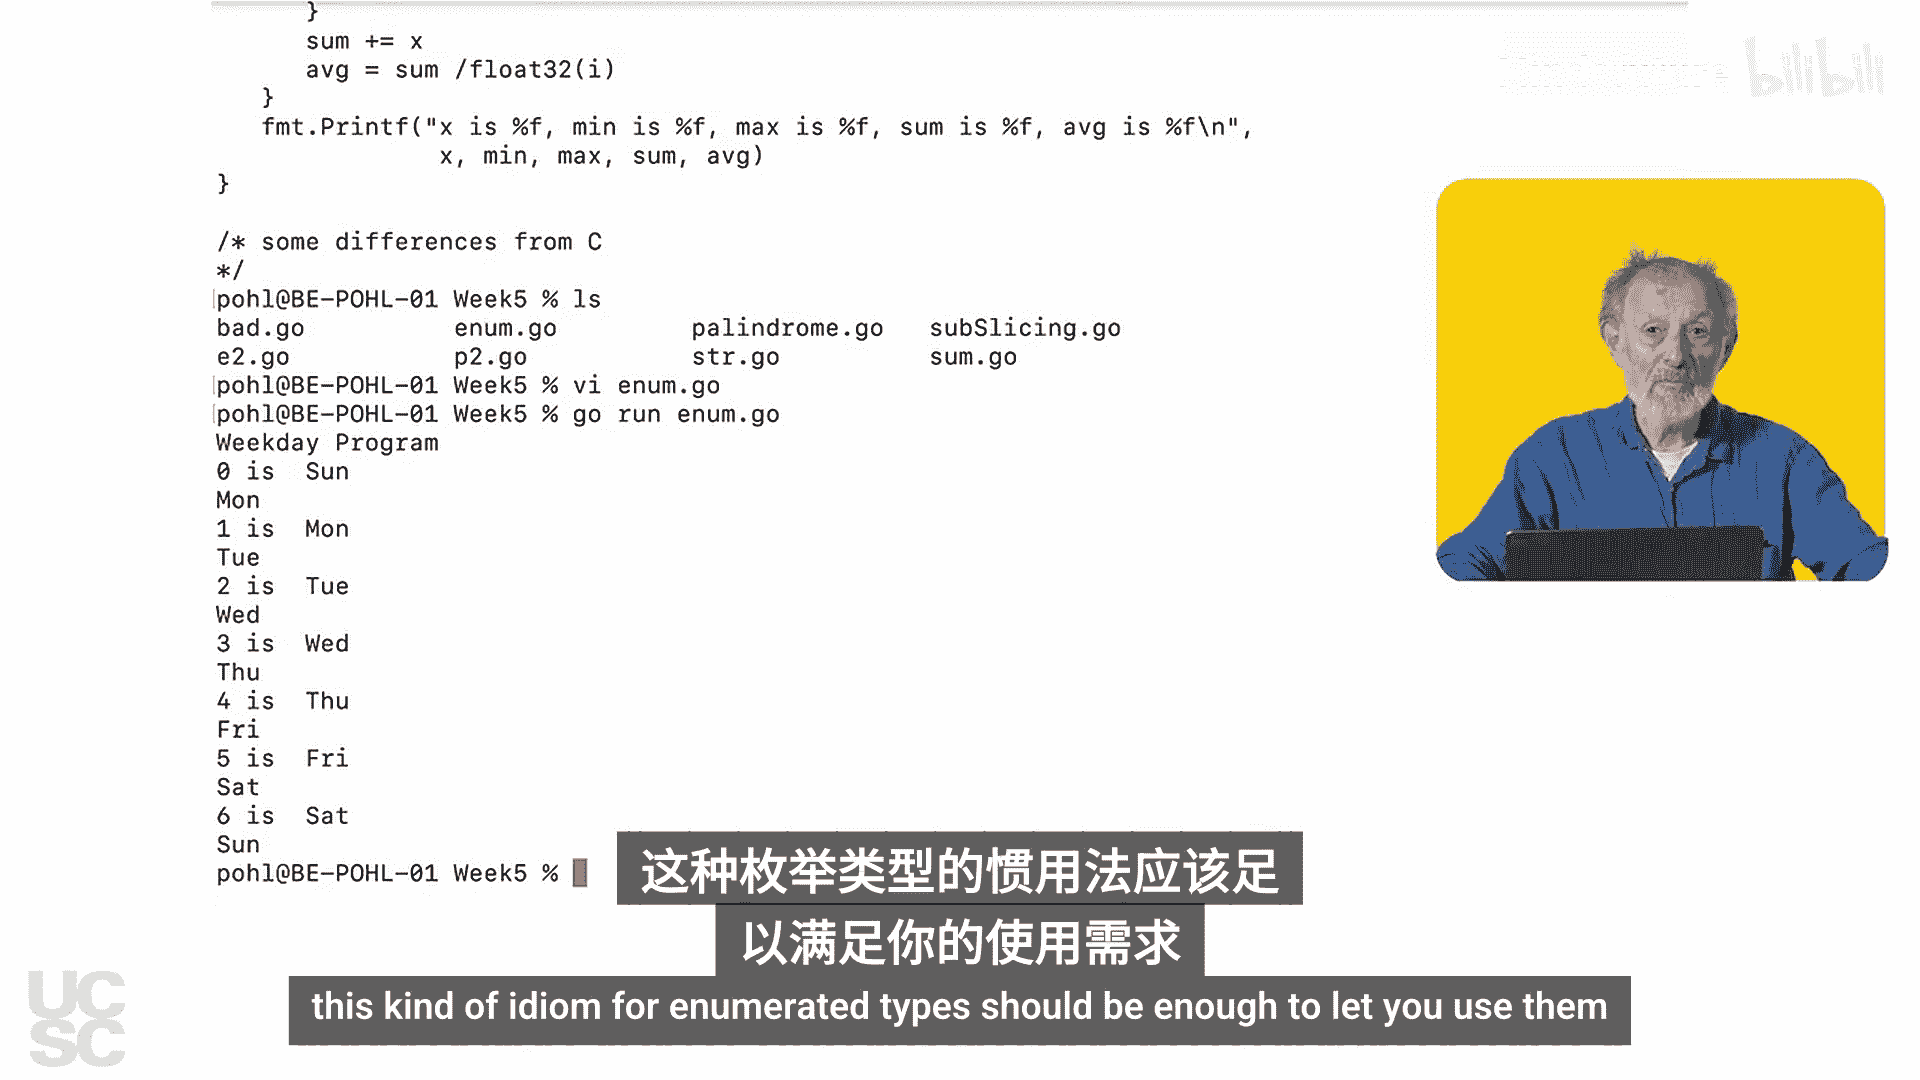 }
sum += x
avg = sum /float32(i)
}
fmt.Printf("x is %f, min is %f, max is %f, sum is %f, avg is %f\n",
x, min, max, sum, avg)
}
/* some differences from C
*/
pohl@BE-POHL-01 Week5 % ls
bad.go enum.go palindrome.go subSlicing.go
e2.go p2.go str.go sum.go
pohl@BE-POHL-01 Week5 % vi enum.go
pohl@BE-POHL-01 Week5 % go run enum.go
Weekday Program
0 is  Sun
Mon
1 is  Mon
Tue
2 is  Tue
Wed
3 is  Wed
Thu
4 is  Thu
Fri
5 is  Fri
Sat
6 is  Sat
Sun
pohl@BE-POHL-01 Week5 %
这种枚举类型的惯用法应该足
以满足你的使用需求
this kind of idiom for enumerated types should be enough to let you use them
UC
SC
bilibili